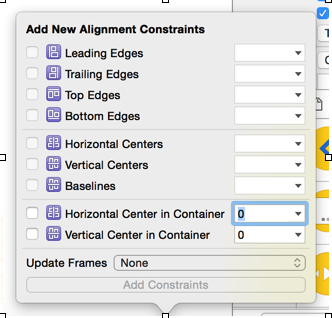 Add New Alignment Constraints
Leading Edges
Trailing Edges
Top Edges
Bottom Edges
Horizontal Centers
Vertical Centers
Baselines
Horizontal Center in Container 0
Vertical Center in Container 0
Update Frames None
Add Constraints